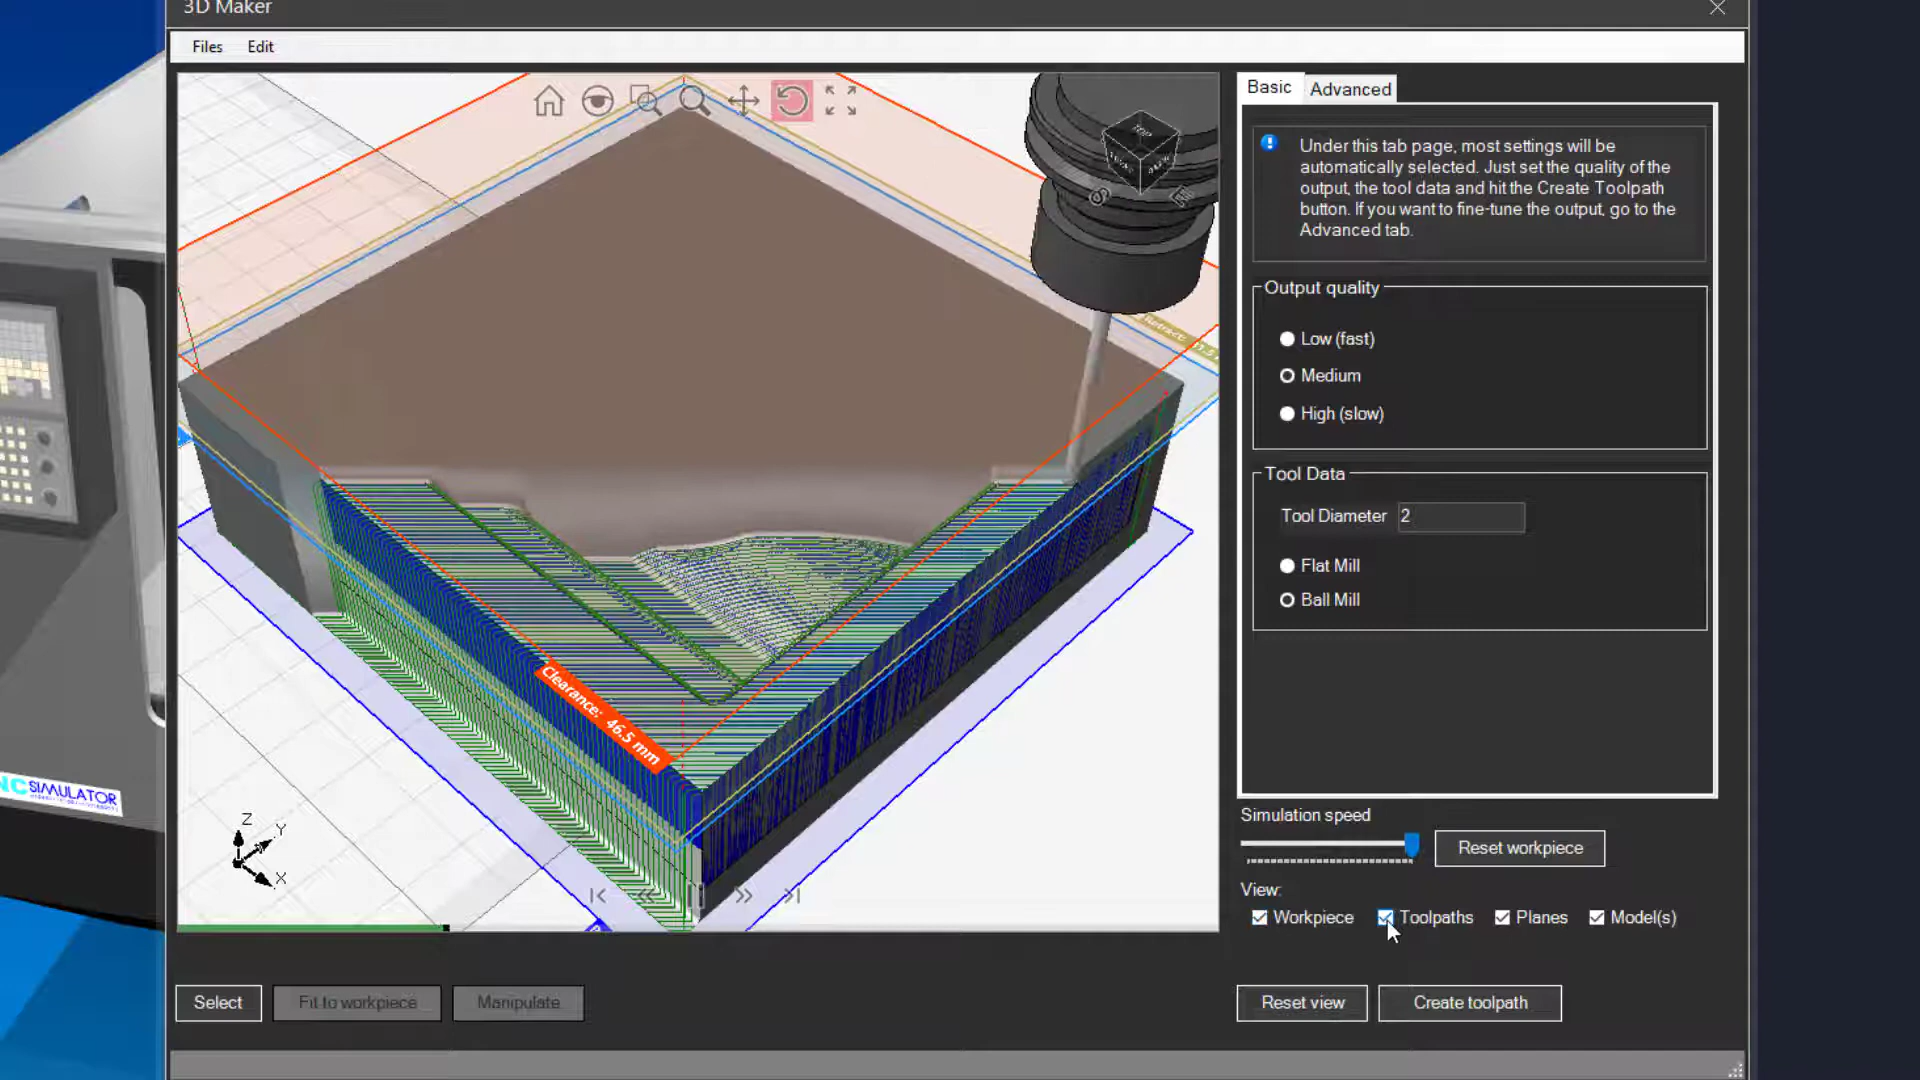 3D Maker
Files Edit
Basic Advanced
Under this tab page, most settings will be
automatically selected. Just set the quality of the
output, the tool data and hit the Create Toolpath
button. If you want to fine-tune the output, go to the
Advanced tab.
Output quality
Low (fast)
Medium
High (slow)
Tool Data
Tool Diameter 2
Flat Mill
Ball Mill
TOP
Retract:
Clearance: 46.5 mm
Z
Y
X
NC SIMULATOR
Simulation speed
Reset workpiece
View:
Workpiece Toolpaths Planes Model(s)
Select Fit to workpiece Manipulate Reset view Create toolpath